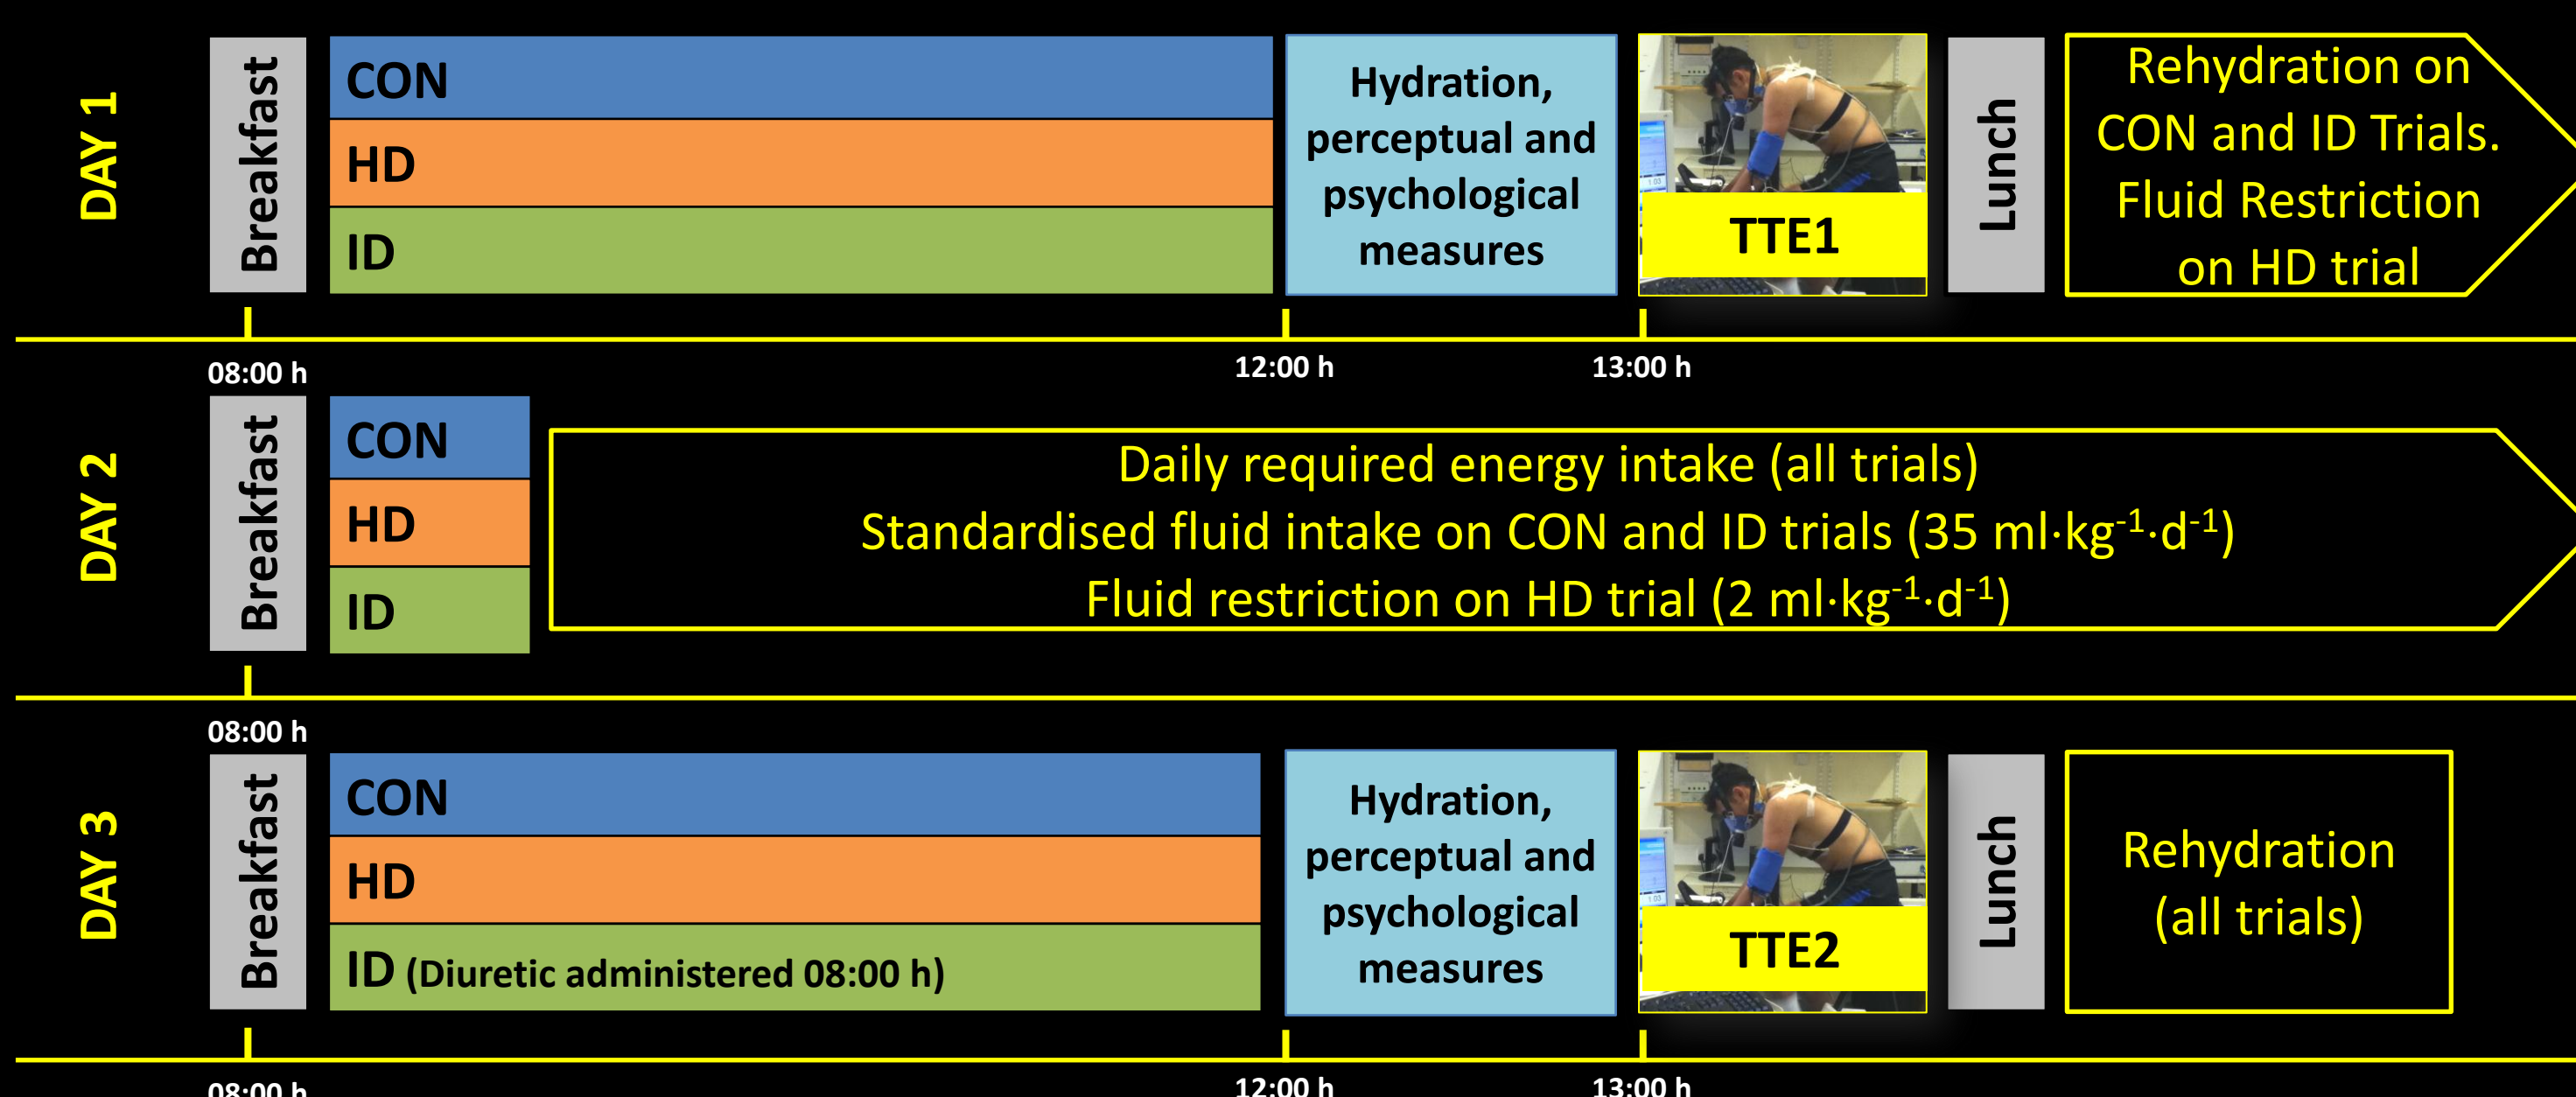 DAY 1
Breakfast
CON
HD
ID
Hydration,
perceptual and
psychological
measures
TTE1
Lunch
Rehydration on
CON and ID Trials.
Fluid Restriction
on HD trial
08:00 h
12:00 h
13:00 h
DAY 2
Breakfast
CON
HD
ID
Daily required energy intake (all trials)
Standardised fluid intake on CON and ID trials (35 ml·kg⁻¹·d⁻¹)
Fluid restriction on HD trial (2 ml·kg⁻¹·d⁻¹)
08:00 h
DAY 3
Breakfast
CON
HD
ID (Diuretic administered 08:00 h)
Hydration,
perceptual and
psychological
measures
TTE2
Lunch
Rehydration
(all trials)
08:00 h
12:00 h
13:00 h